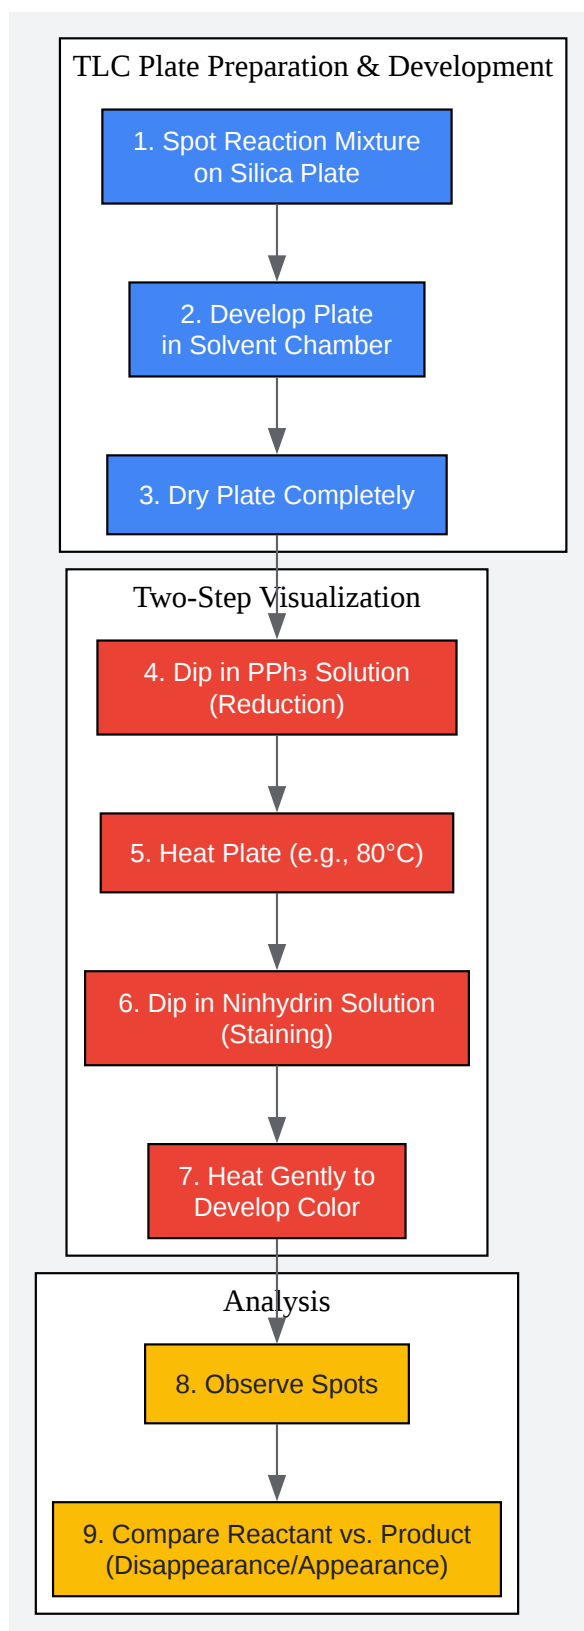 TLC Plate Preparation & Development
1. Spot Reaction Mixture
on Silica Plate
2. Develop Plate
in Solvent Chamber
3. Dry Plate Completely
Two-Step Visualization
4. Dip in PPh₃ Solution
(Reduction)
5. Heat Plate (e.g., 80°C)
6. Dip in Ninhydrin Solution
(Staining)
7. Heat Gently to
Develop Color
Analysis
8. Observe Spots
9. Compare Reactant vs. Product
(Disappearance/Appearance)